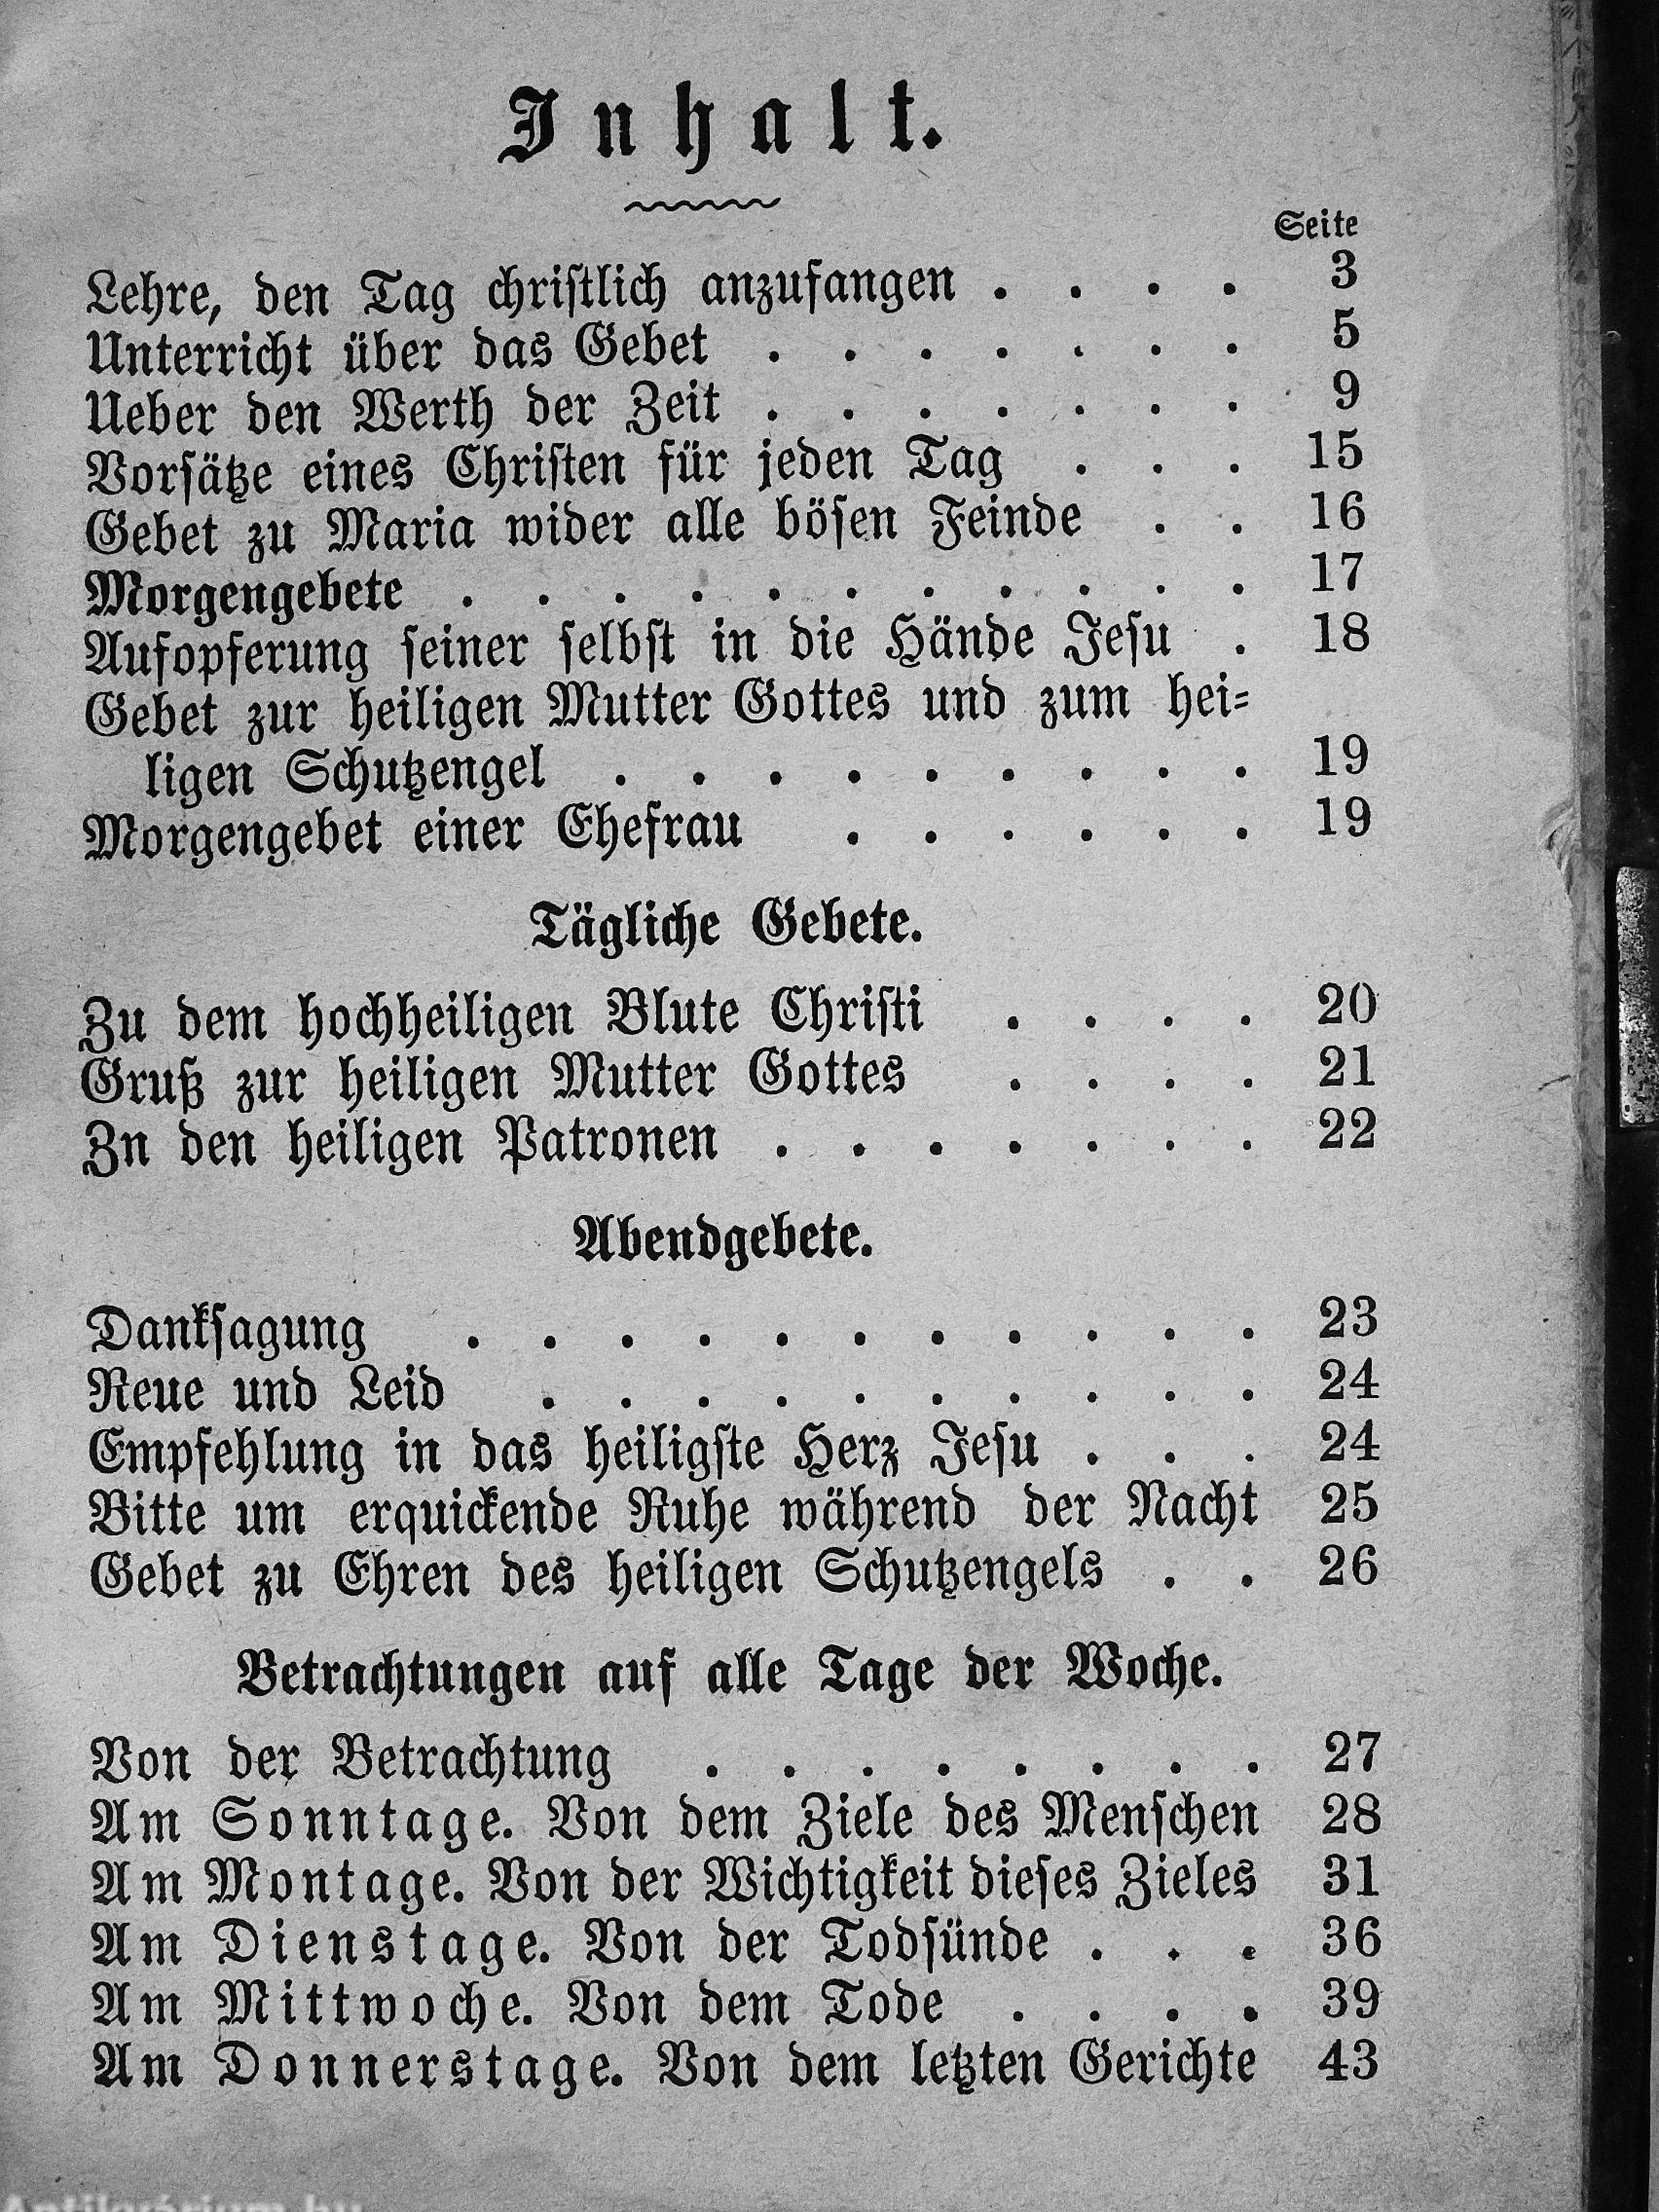 Inhalt.
Seite
Lehre, den Tag christlich anzufangen . . . . 3
Unterricht über das Gebet . . . . . . . 5
Ueber den Werth der Zeit . . . . . . . 9
Vorsätze eines Christen für jeden Tag . . . 15
Gebet zu Maria wider alle bösen Feinde . . 16
Morgengebete . . . . . . . . . . . 17
Aufopferung seiner selbst in die Hände Jesu . 18
Gebet zur heiligen Mutter Gottes und zum hei-
ligen Schutzengel . . . . . . . . . 19
Morgengebet einer Ehefrau . . . . . . 19
Tägliche Gebete.
Zu dem hochheiligen Blute Christi . . . . 20
Gruß zur heiligen Mutter Gottes . . . . 21
Zn den heiligen Patronen . . . . . . . 22
Abendgebete.
Danksagung . . . . . . . . . . . 23
Reue und Leid . . . . . . . . . . 24
Empfehlung in das heiligste Herz Jesu . . . 24
Bitte um erquickende Ruhe während der Nacht 25
Gebet zu Ehren des heiligen Schutzengels . . 26
Betrachtungen auf alle Tage der Woche.
Von der Betrachtung . . . . . . . . 27
Am Sonntage. Von dem Ziele des Menschen 28
Am Montage. Von der Wichtigkeit dieses Zieles 31
Am Dienstage. Von der Todsünde . . . 36
Am Mittwoche. Von dem Tode . . . . 39
Am Donnerstage. Von dem letzten Gerichte 43
Antikvárium.hu